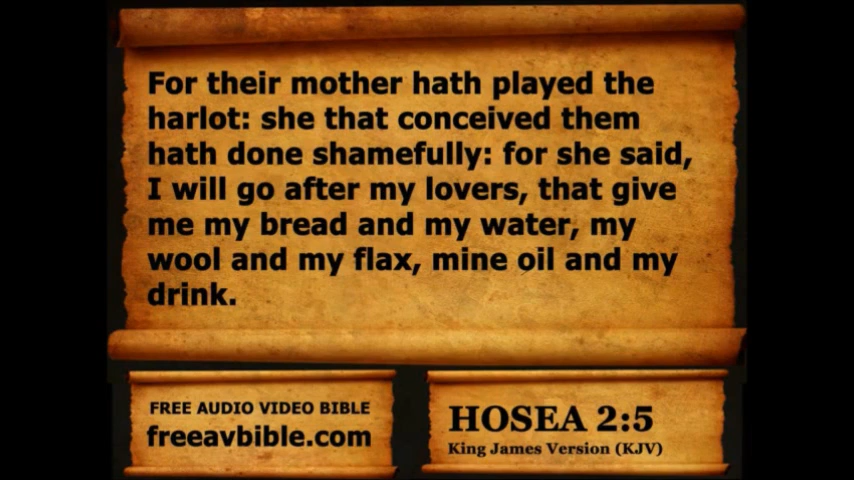 For their mother hath played the
harlot: she that conceived them
hath done shamefully: for she said,
I will go after my lovers, that give
me my bread and my water, my
wool and my flax, mine oil and my
drink.
FREE AUDIO VIDEO BIBLE
freeavbible.com
HOSEA 2:5
King James Version (KJV)